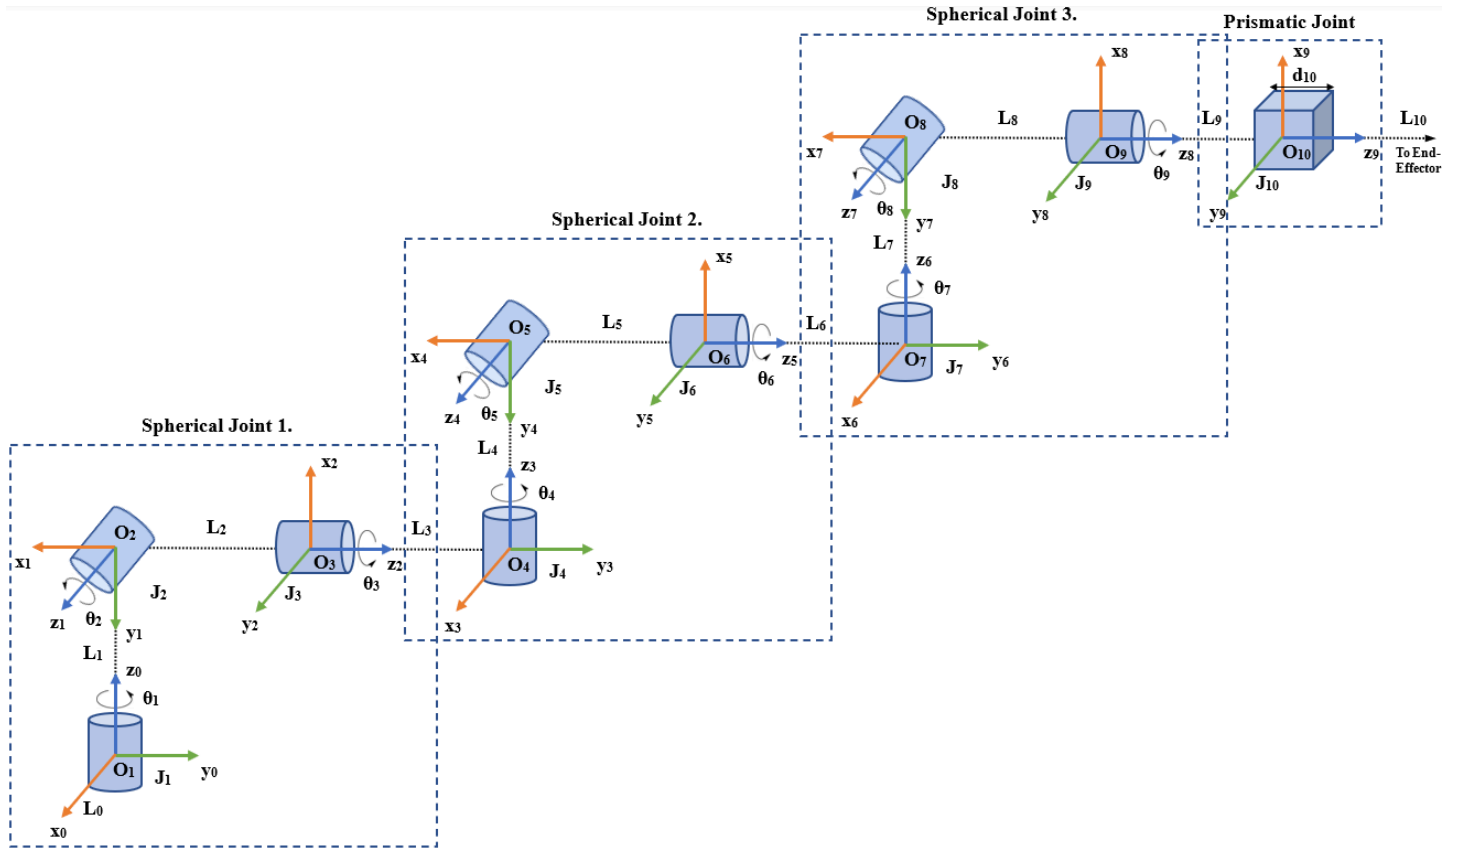 Spherical Joint 3.
Prismatic Joint
x8
x9
d10
O8
L8
L9
L10
x7
O9
z8
O10
z9
To End-
Effector
θ9
J8
J9
J10
z7
θ8
y7
y8
y9
Spherical Joint 2.
L7
z6
x5
θ7
O5
L5
L6
x4
O6
z5
O7
J7
y6
θ6
J5
J6
z4
θ5
y4
y5
x6
Spherical Joint 1.
L4
z3
x2
θ4
O2
L2
L3
x1
O3
z2
O4
J4
y3
θ3
J2
J3
z1
θ2
y1
y2
x3
L1
z0
θ1
O1
J1
y0
L0
x0